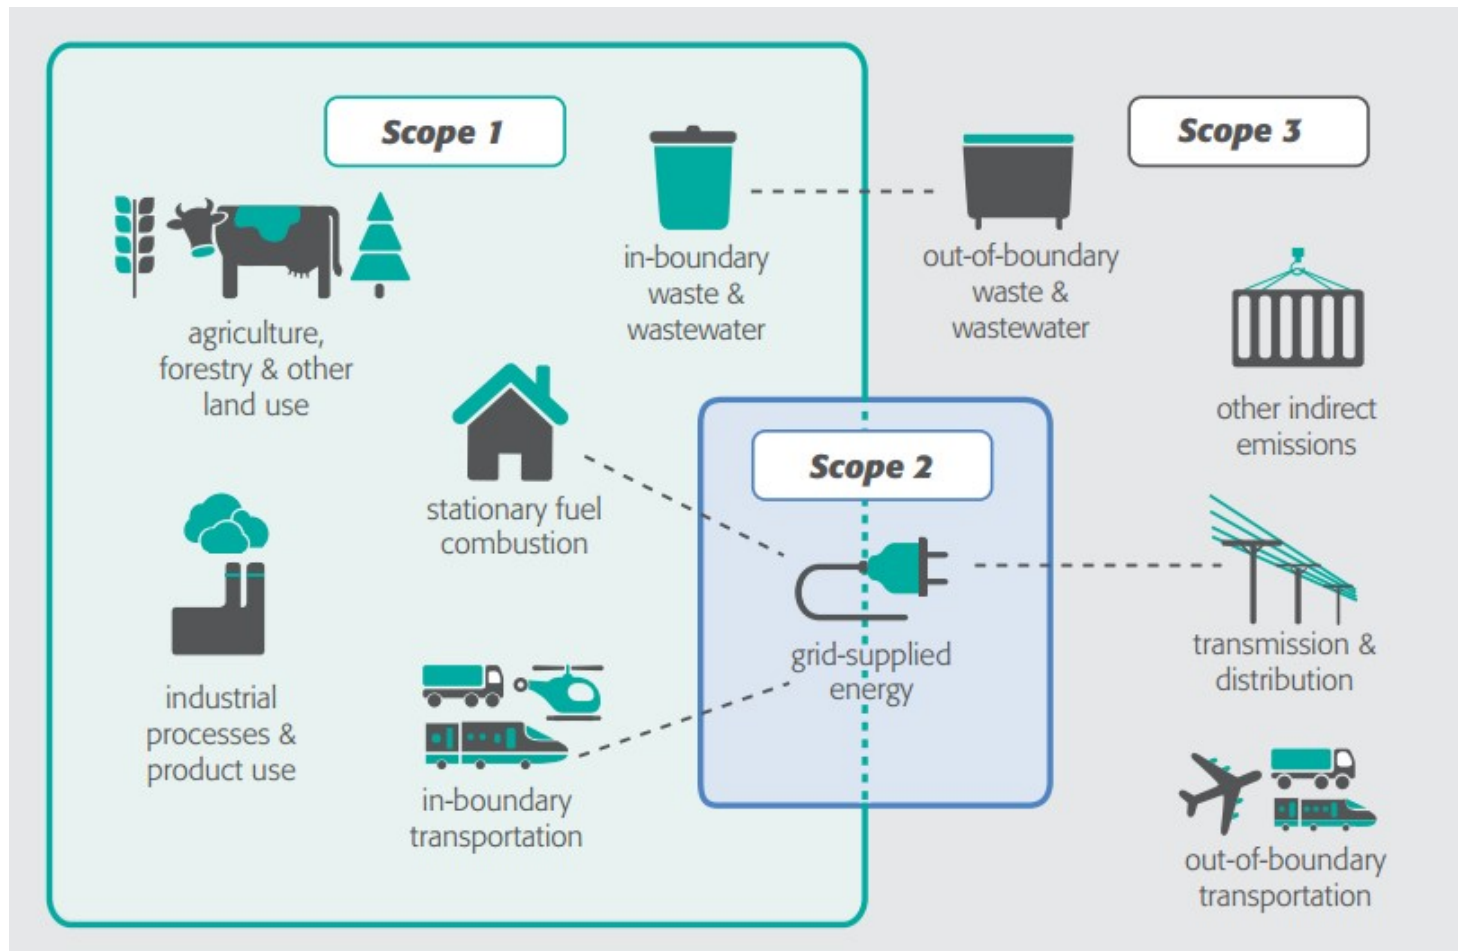 Scope 1
Scope 3
in-boundary
waste &
wastewater
out-of-boundary
waste &
wastewater
agriculture,
forestry & other
land use
other indirect
emissions
stationary fuel
combustion
Scope 2
grid-supplied
energy
transmission &
distribution
industrial
processes &
product use
in-boundary
transportation
out-of-boundary
transportation